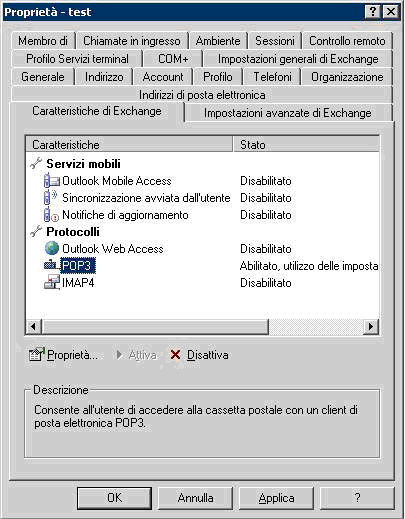 Proprietà - test
Membro di Chiamate in ingresso Ambiente Sessioni Controllo remoto
Profilo Servizi terminal COM+ Impostazioni generali di Exchange
Generale Indirizzo Account Profilo Telefoni Organizzazione
Indirizzi di posta elettronica
Caratteristiche di Exchange Impostazioni avanzate di Exchange
Caratteristiche Stato
Servizi mobili
Outlook Mobile Access Disabilitato
Sincronizzazione avviata dall'utente Disabilitato
Notifiche di aggiornamento Disabilitato
Protocolli
Outlook Web Access Disabilitato
POP3 Abilitato, utilizzo delle imposta
IMAP4 Disabilitato
Proprietà... Attiva Disattiva
Descrizione
Consente all'utente di accedere alla cassetta postale con un client di
posta elettronica POP3.
OK Annulla Applica ?